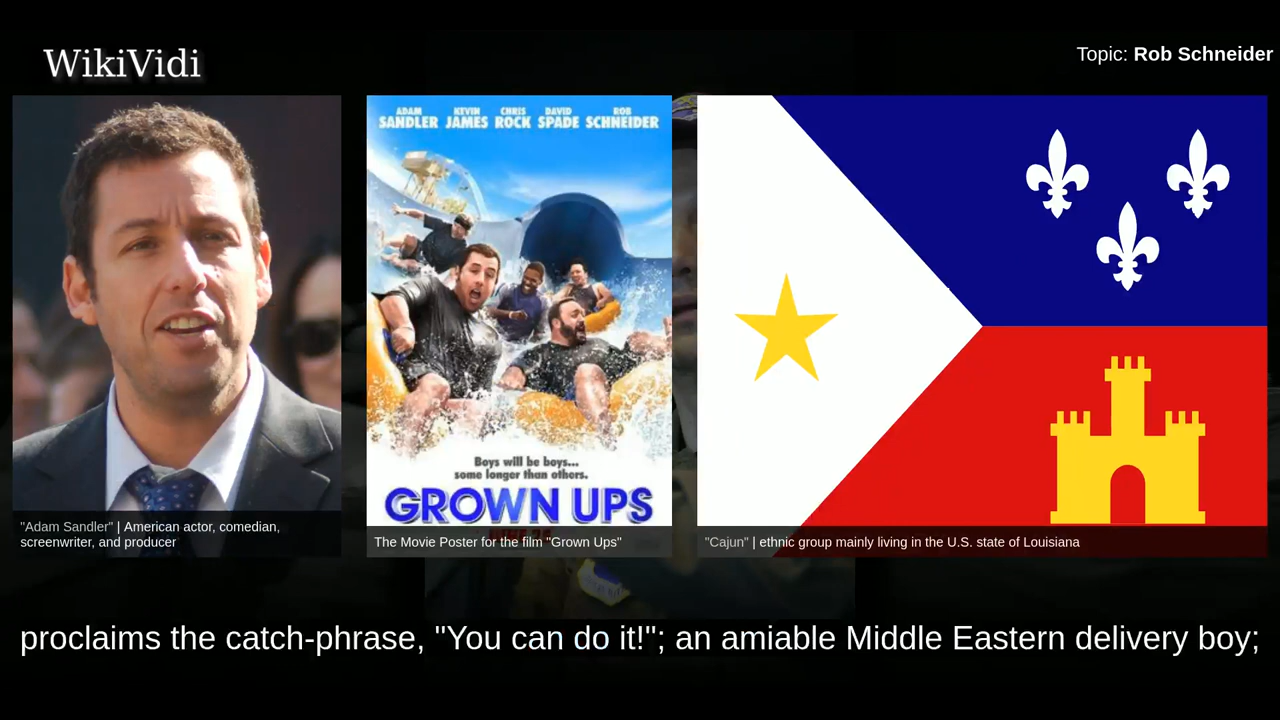 WikiVidi
Topic: Rob Schneider
ADAM SANDLER KEVIN JAMES CHRIS ROCK DAVID SPADE ROB SCHNEIDER
Boys will be boys...
some longer than others.
GROWN UPS
"Adam Sandler" | American actor, comedian,
screenwriter, and producer
The Movie Poster for the film "Grown Ups"
"Cajun" | ethnic group mainly living in the U.S. state of Louisiana
proclaims the catch-phrase, "You can do it!"; an amiable Middle Eastern delivery boy;